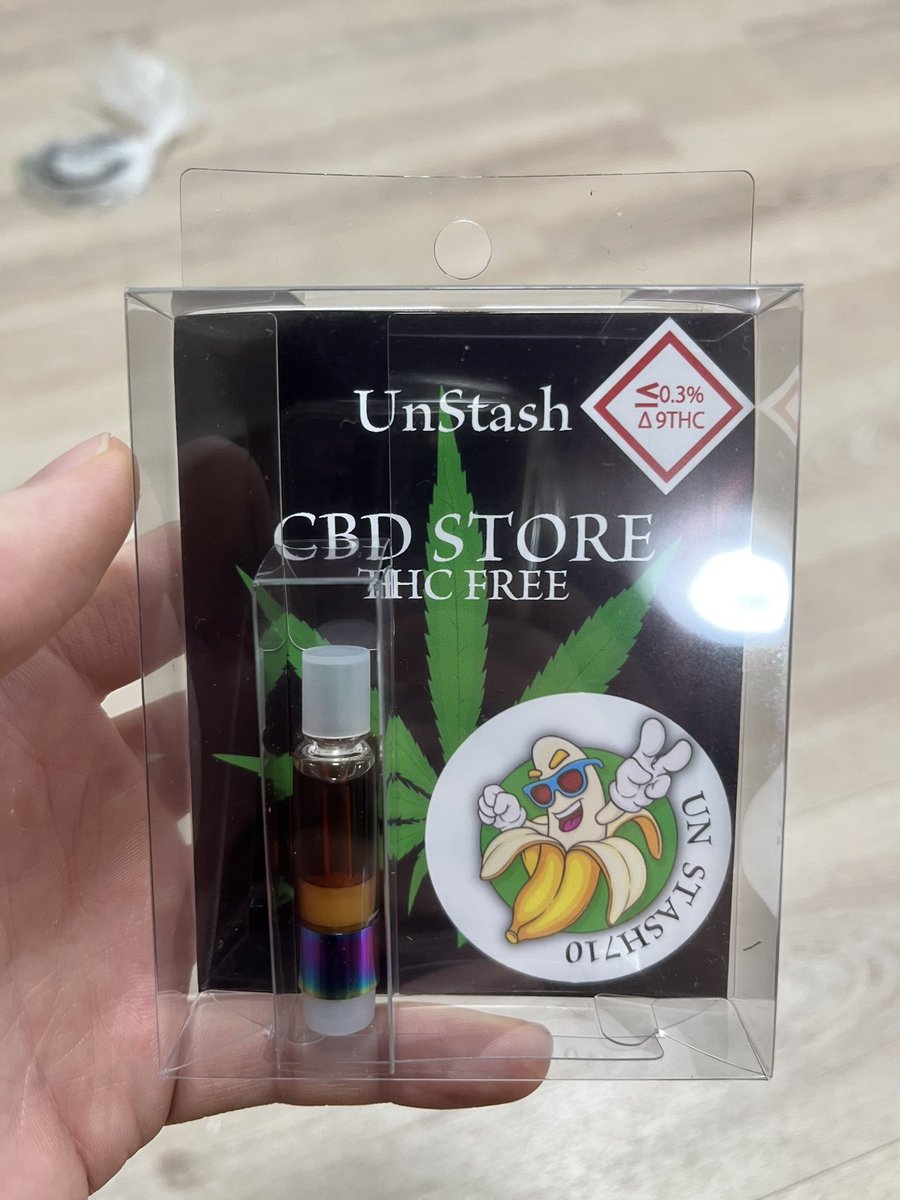 UnStash
≤0.3%
Δ9THC
CBD STORE
THC FREE
UN STASH710